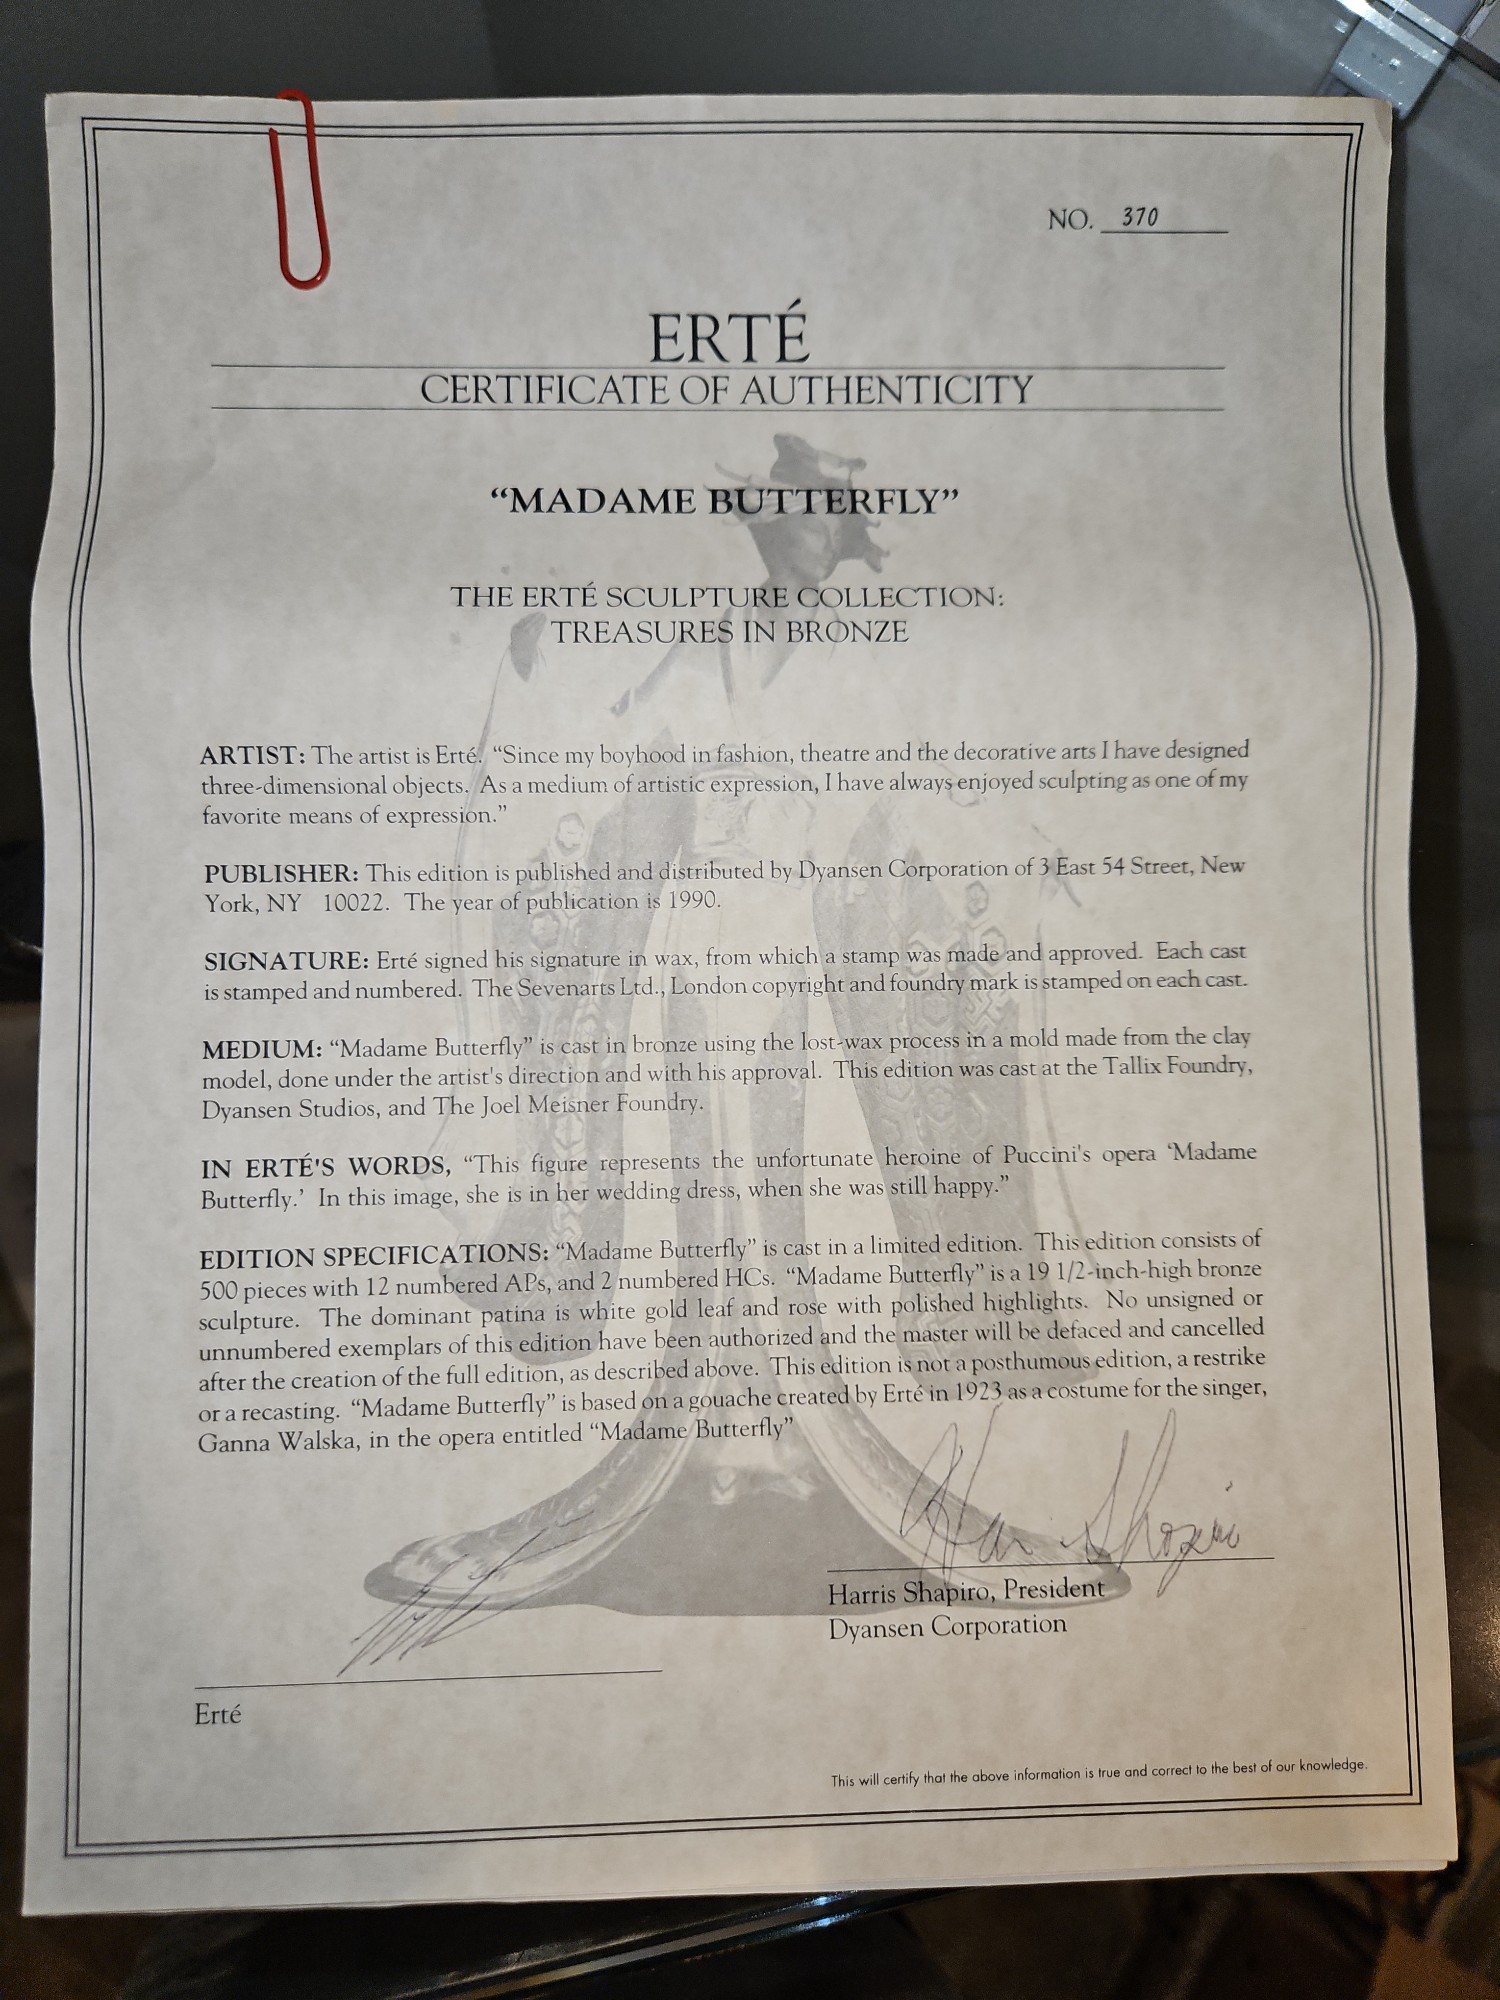 NO. 370
ERTÉ
CERTIFICATE OF AUTHENTICITY
“MADAME BUTTERFLY”
THE ERTÉ SCULPTURE COLLECTION:
TREASURES IN BRONZE
ARTIST: The artist is Erté. “Since my boyhood in fashion, theatre and the decorative arts I have designed
three-dimensional objects. As a medium of artistic expression, I have always enjoyed sculpting as one of my
favorite means of expression.”
PUBLISHER: This edition is published and distributed by Dyansen Corporation of 3 East 54 Street, New
York, NY 10022. The year of publication is 1990.
SIGNATURE: Erté signed his signature in wax, from which a stamp was made and approved. Each cast
is stamped and numbered. The Sevenarts Ltd., London copyright and foundry mark is stamped on each cast.
MEDIUM: “Madame Butterfly” is cast in bronze using the lost-wax process in a mold made from the clay
model, done under the artist's direction and with his approval. This edition was cast at the Tallix Foundry,
Dyansen Studios, and The Joel Meisner Foundry.
IN ERTÉ'S WORDS, “This figure represents the unfortunate heroine of Puccini's opera ‘Madame
Butterfly.’ In this image, she is in her wedding dress, when she was still happy.”
EDITION SPECIFICATIONS: “Madame Butterfly” is cast in a limited edition. This edition consists of
500 pieces with 12 numbered APs, and 2 numbered HCs. “Madame Butterfly” is a 19 1/2-inch-high bronze
sculpture. The dominant patina is white gold leaf and rose with polished highlights. No unsigned or
unnumbered exemplars of this edition have been authorized and the master will be defaced and cancelled
after the creation of the full edition, as described above. This edition is not a posthumous edition, a restrike
or a recasting. “Madame Butterfly” is based on a gouache created by Erté in 1923 as a costume for the singer,
Ganna Walska, in the opera entitled “Madame Butterfly”
Harris Shapiro
Harris Shapiro, President
Dyansen Corporation
Erté
Erté
This will certify that the above information is true and correct to the best of our knowledge.